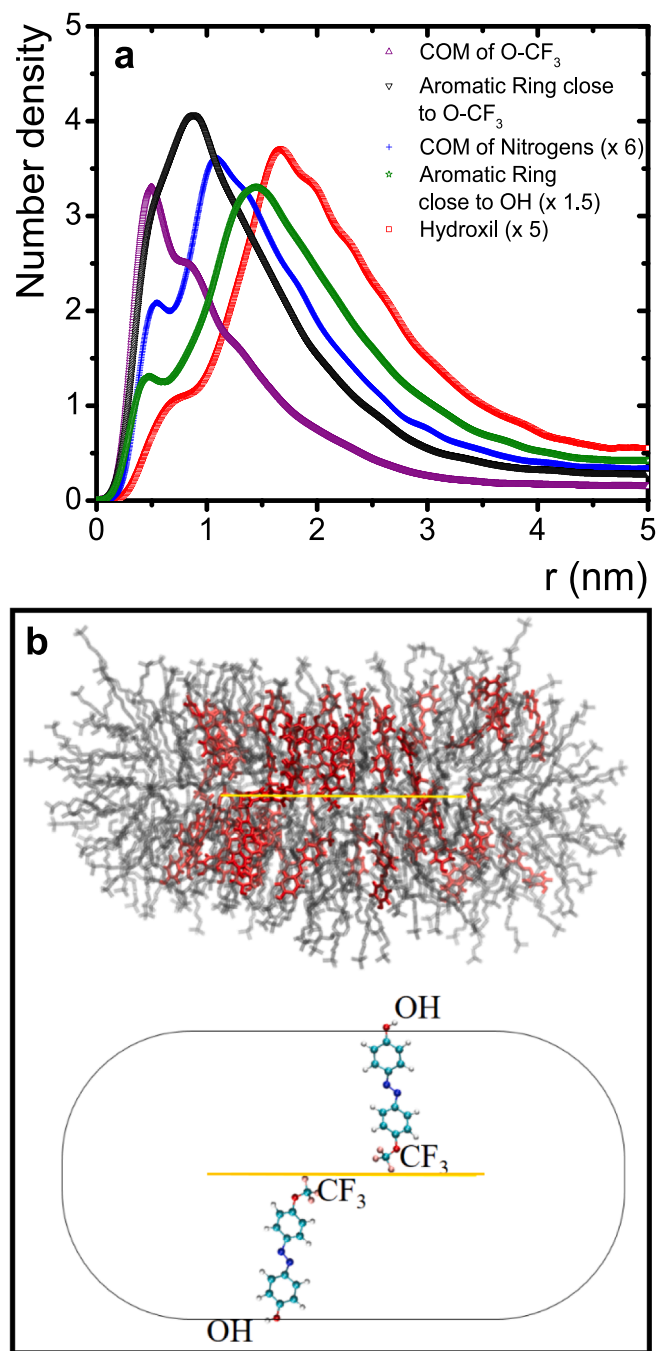 a
COM of O-CF₃
Aromatic Ring close
to O-CF₃
COM of Nitrogens (x 6)
Aromatic Ring
close to OH (x 1.5)
Hydroxil (x 5)
Number density
5
4
3
2
1
0
0 1 2 3 4 5
r (nm)
b
OH
CF₃
CF₃
OH